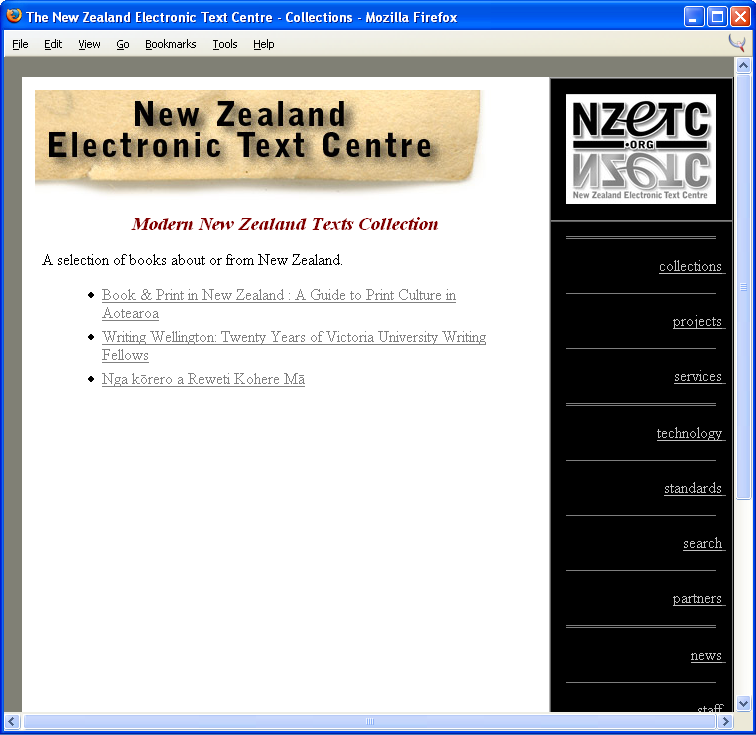 The New Zealand Electronic Text Centre - Collections - Mozilla Firefox
File Edit View Go Bookmarks Tools Help
New Zealand
Electronic Text Centre
Modern New Zealand Texts Collection
A selection of books about or from New Zealand.
Book & Print in New Zealand : A Guide to Print Culture in
Aotearoa
Writing Wellington: Twenty Years of Victoria University Writing
Fellows
Nga kōrero a Reweti Kohere Mā
NZETC
.ORG
NZETC
New Zealand Electronic Text Centre
collections
projects
services
technology
standards
search
partners
news
staff